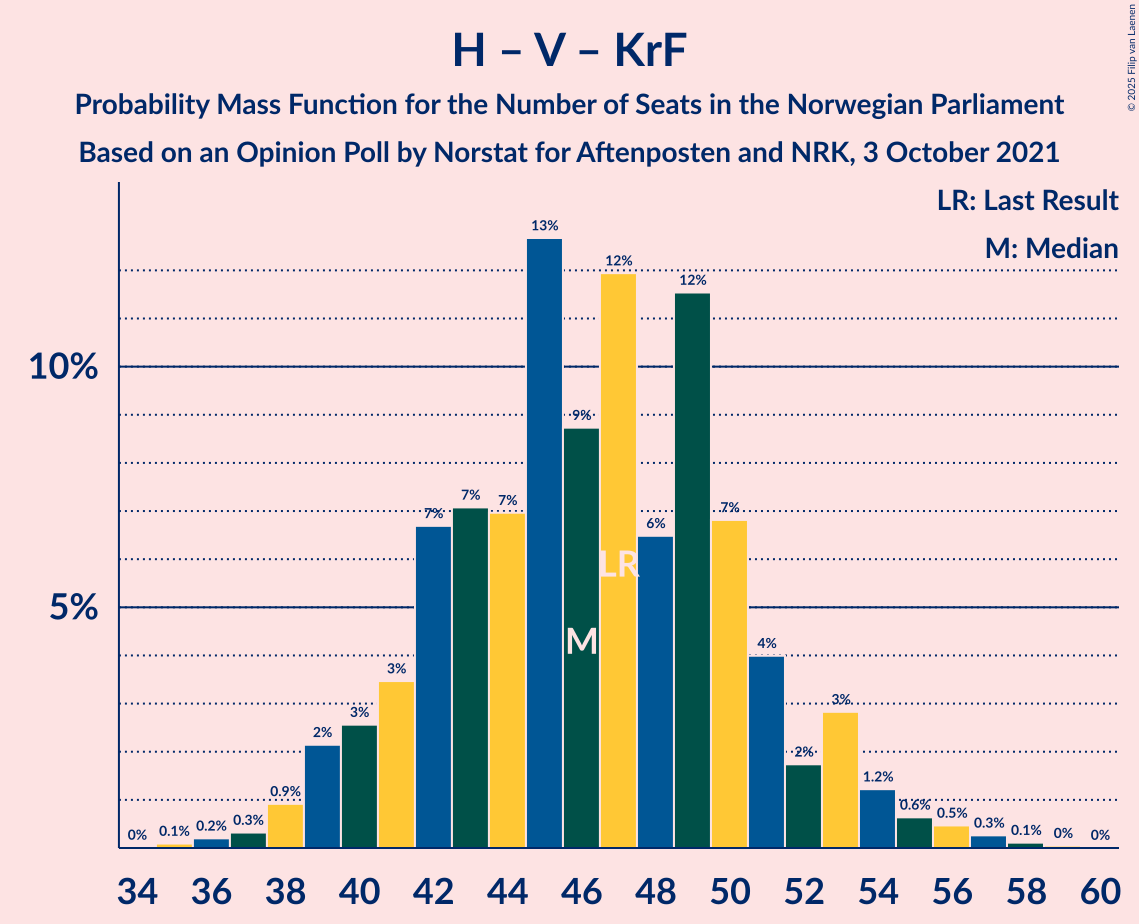 H – V – KrF
Probability Mass Function for the Number of Seats in the Norwegian Parliament
Based on an Opinion Poll by Norstat for Aftenposten and NRK, 3 October 2021
© 2025 Filip van Laenen
LR: Last Result
M: Median
10%
5%
0% 0.1% 0.2% 0.3% 0.9% 2% 3% 3% 7% 7% 7% 13% 9% 12% 6% 12% 7% 4% 2% 3% 1.2% 0.6% 0.5% 0.3% 0.1% 0% 0%
LR
M
34 36 38 40 42 44 46 48 50 52 54 56 58 60